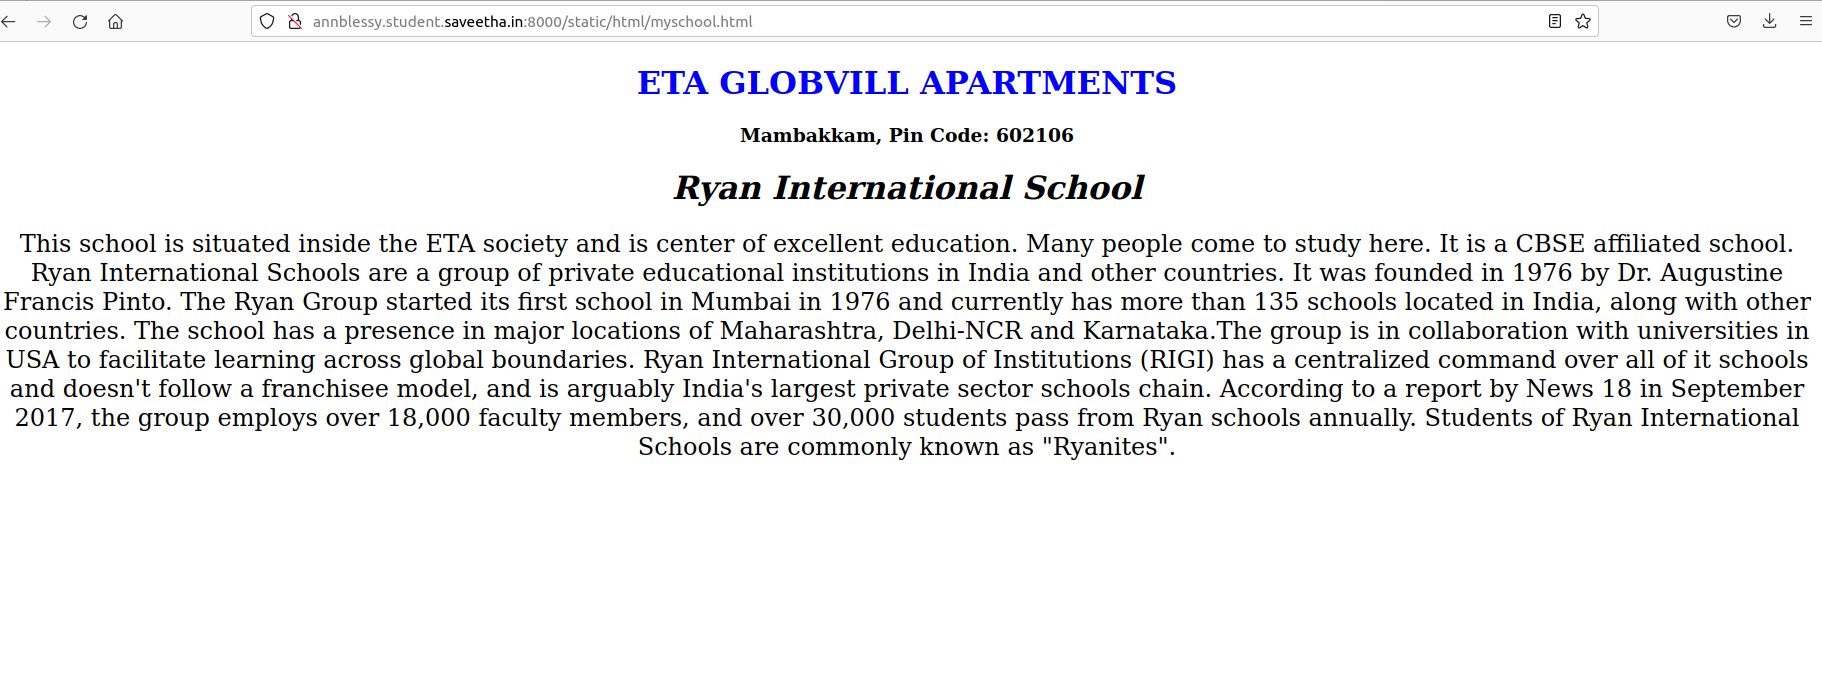 annblessy.student.saveetha.in:8000/static/html/myschool.html
ETA GLOBVILL APARTMENTS
Mambakkam, Pin Code: 602106
Ryan International School
This school is situated inside the ETA society and is center of excellent education. Many people come to study here. It is a CBSE affiliated school.
Ryan International Schools are a group of private educational institutions in India and other countries. It was founded in 1976 by Dr. Augustine
Francis Pinto. The Ryan Group started its first school in Mumbai in 1976 and currently has more than 135 schools located in India, along with other
countries. The school has a presence in major locations of Maharashtra, Delhi-NCR and Karnataka.The group is in collaboration with universities in
USA to facilitate learning across global boundaries. Ryan International Group of Institutions (RIGI) has a centralized command over all of it schools
and doesn't follow a franchisee model, and is arguably India's largest private sector schools chain. According to a report by News 18 in September
2017, the group employs over 18,000 faculty members, and over 30,000 students pass from Ryan schools annually. Students of Ryan International
Schools are commonly known as "Ryanites".